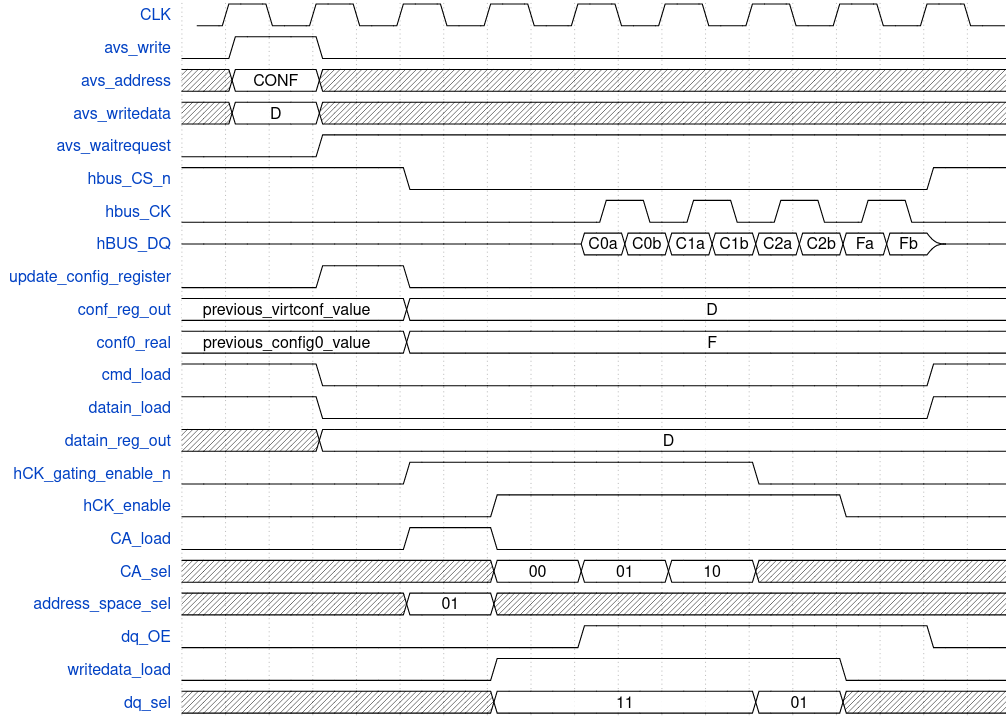 CLK
avs_write
avs_address CONF
avs_writedata D
avs_waitrequest
hbus_CS_n
hbus_CK
hBUS_DQ C0a C0b C1a C1b C2a C2b Fa Fb
update_config_register
conf_reg_out previous_virtconf_value D
conf0_real previous_config0_value F
cmd_load
datain_load
datain_reg_out D
hCK_gating_enable_n
hCK_enable
CA_load
CA_sel 00 01 10
address_space_sel 01
dq_OE
writedata_load
dq_sel 11 01